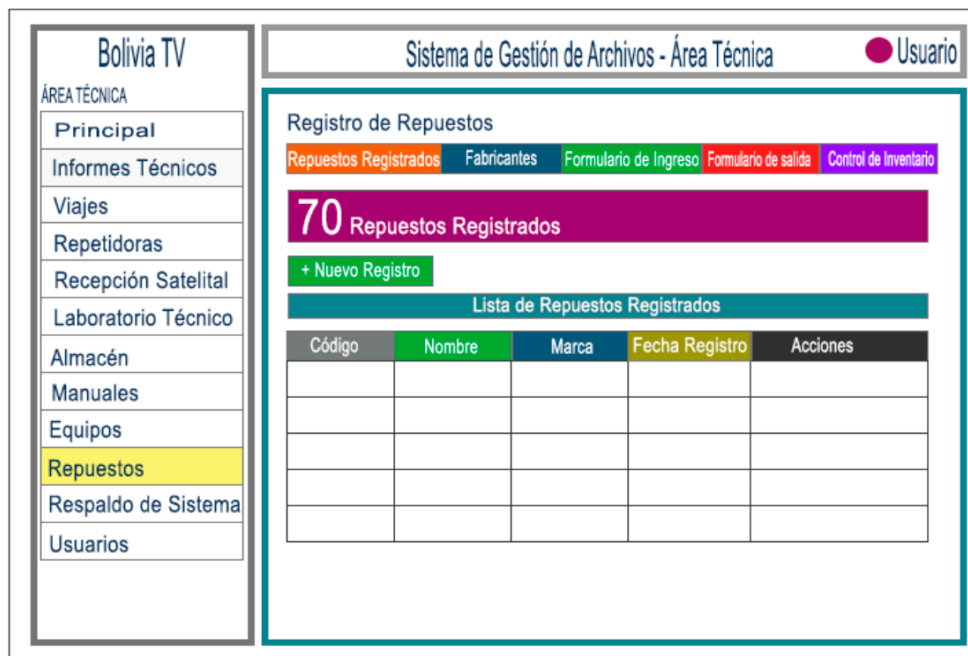 Bolivia TV
ÁREA TÉCNICA
Principal
Informes Técnicos
Viajes
Repetidoras
Recepción Satelital
Laboratorio Técnico
Almacén
Manuales
Equipos
Repuestos
Respaldo de Sistema
Usuarios
Sistema de Gestión de Archivos - Área Técnica
Usuario
Registro de Repuestos
Repuestos Registrados Fabricantes Formulario de Ingreso Formulario de salida Control de Inventario
70 Repuestos Registrados
+ Nuevo Registro
Lista de Repuestos Registrados
Código Nombre Marca Fecha Registro Acciones